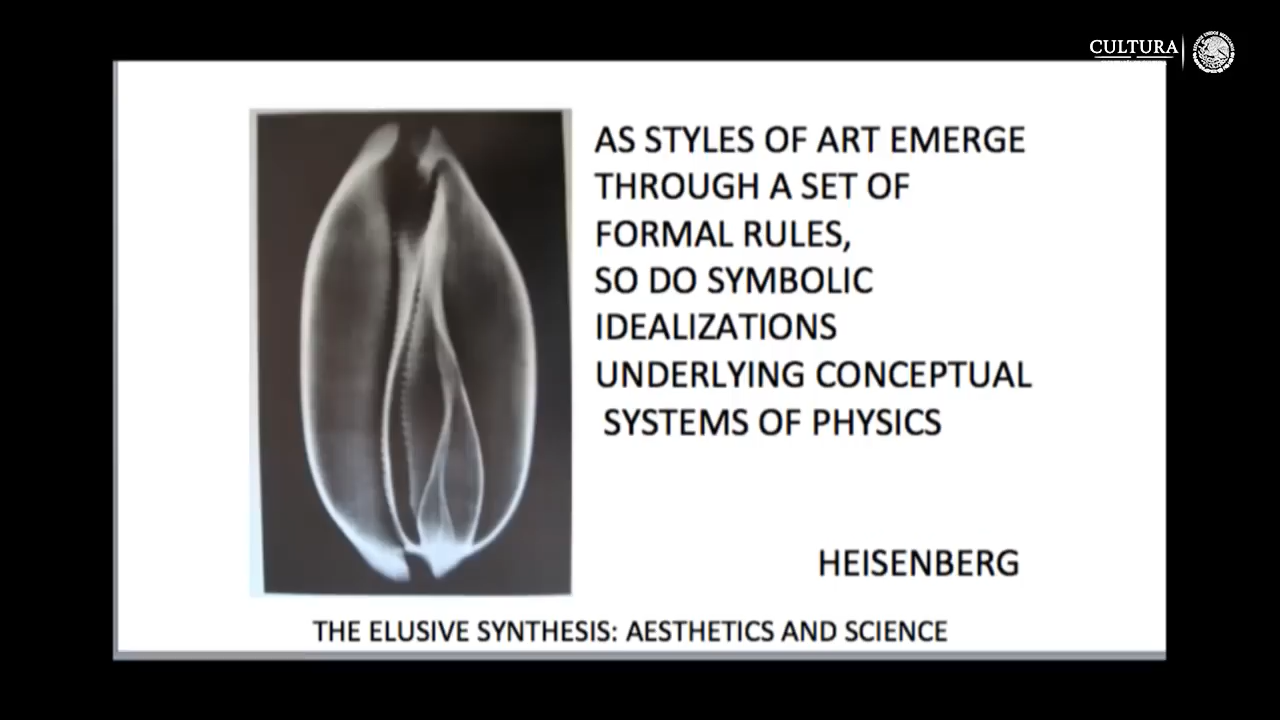 CULTURA
AS STYLES OF ART EMERGE
THROUGH A SET OF
FORMAL RULES,
SO DO SYMBOLIC
IDEALIZATIONS
UNDERLYING CONCEPTUAL
SYSTEMS OF PHYSICS
HEISENBERG
THE ELUSIVE SYNTHESIS: AESTHETICS AND SCIENCE